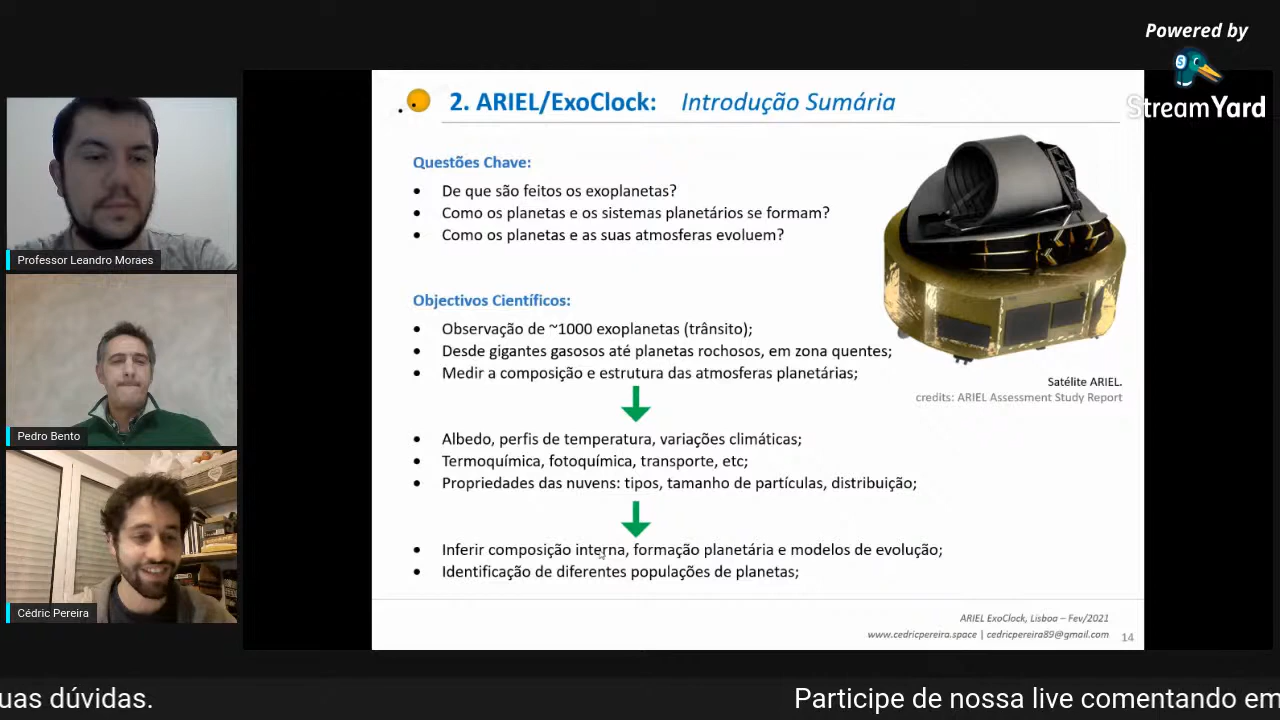 Powered by
StreamYard
2. ARIEL/ExoClock: Introdução Sumária
Questões Chave:
• De que são feitos os exoplanetas?
• Como os planetas e os sistemas planetários se formam?
• Como os planetas e as suas atmosferas evoluem?
Objectivos Científicos:
• Observação de ~1000 exoplanetas (trânsito);
• Desde gigantes gasosos até planetas rochosos, em zona quentes;
• Medir a composição e estrutura das atmosferas planetárias;
Satélite ARIEL.
credits: ARIEL Assessment Study Report
• Albedo, perfis de temperatura, variações climáticas;
• Termoquímica, fotoquímica, transporte, etc;
• Propriedades das nuvens: tipos, tamanho de partículas, distribuição;
• Inferir composição interna, formação planetária e modelos de evolução;
• Identificação de diferentes populações de planetas;
ARIEL ExoClock, Lisboa – Fev/2021
www.cedricpereira.space | cedricpereira89@gmail.com 14
Professor Leandro Moraes
Pedro Bento
Cédric Pereira
uas dúvidas. Participe de nossa live comentando em